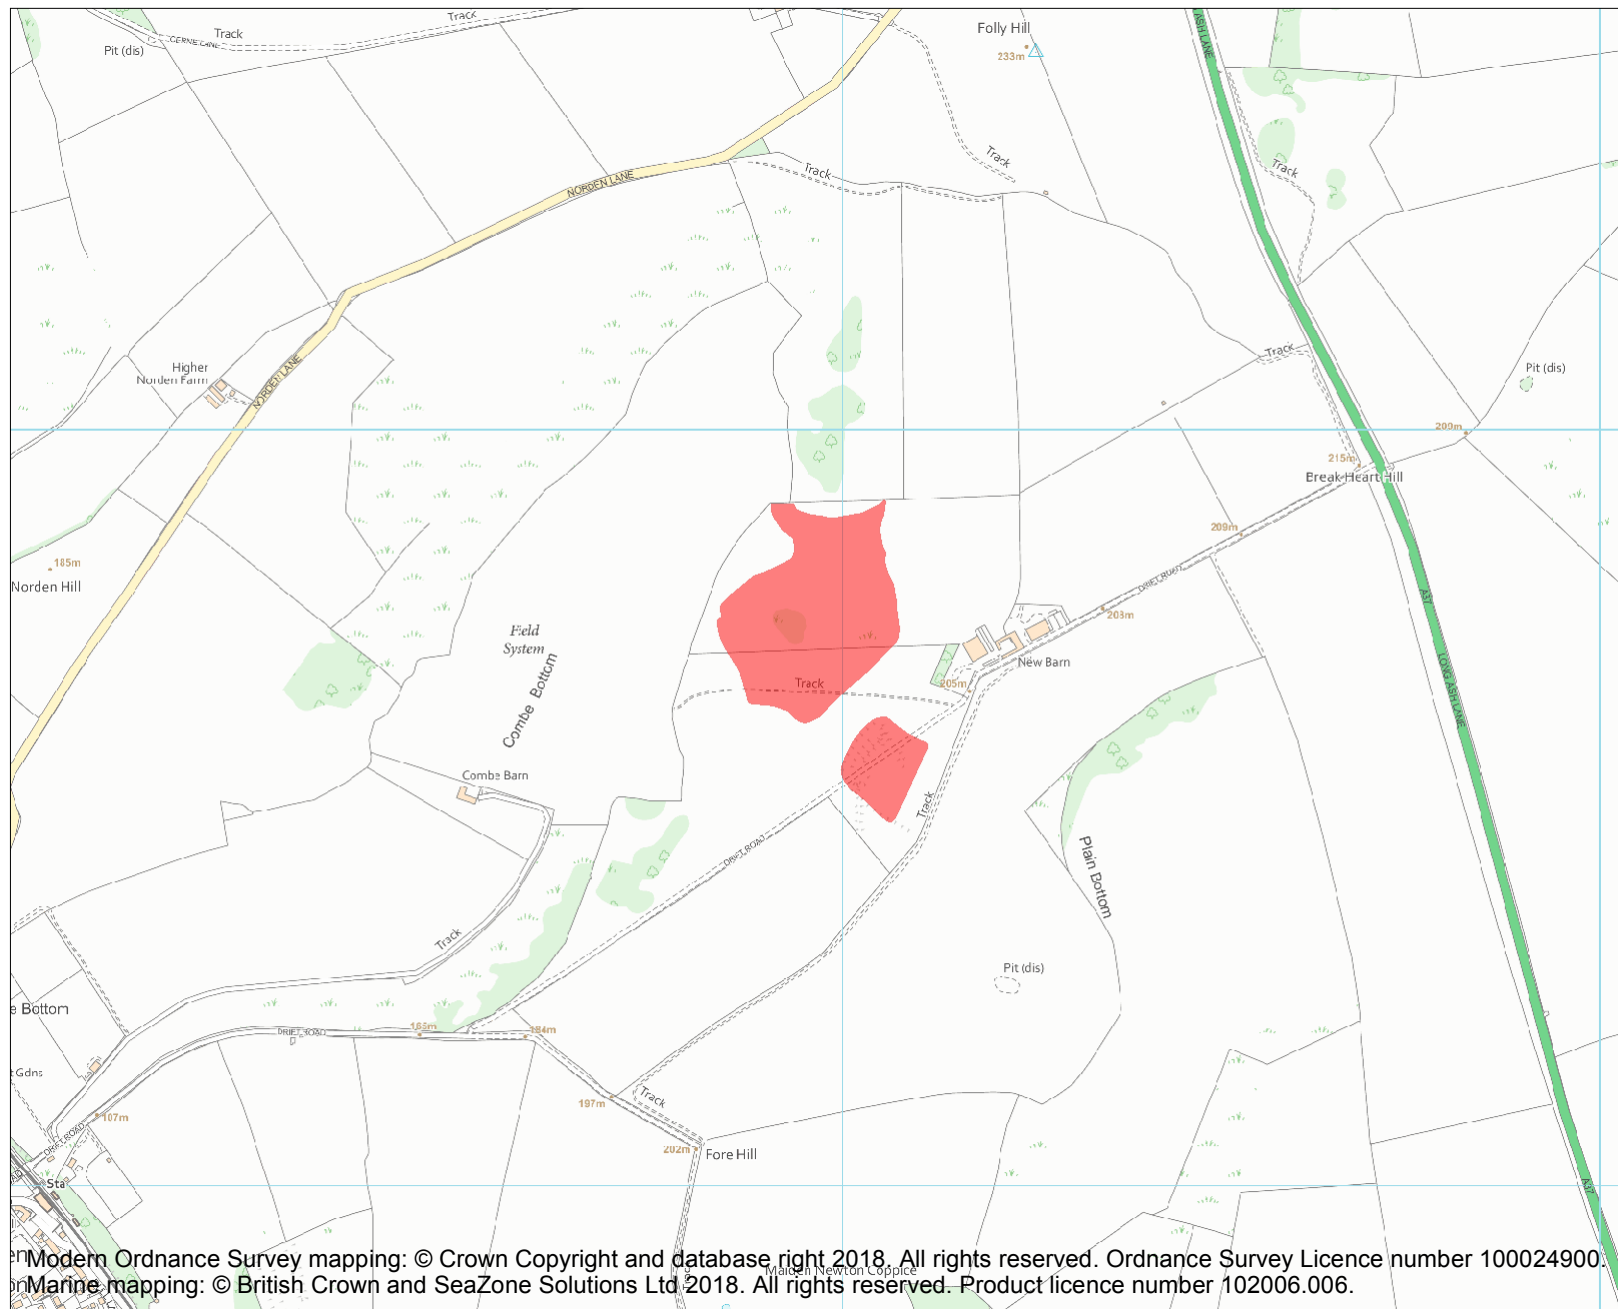 Track
Track
CERNE LANE
Pit (dis)
Folly Hill
233m
ASH LANE
Track
Track
Track
NORDEN LANE
Track
Higher
Norden Farm
NORDEN LANE
Pit (dis)
209m
215m
Break Heart Hill
209m
185m
Norden Hill
DRIFT ROAD
A37
208m
Field
System
Combe Bottom
New Barn
205m
Track
LONG ASH LANE
Combe Barn
Track
DRIFT ROAD
Plain Bottom
Track
Pit (dis)
e Bottom
DRIFT ROAD
166m
184m
t Gdns
Track
197m
107m
DRIFT ROAD
202m
Fore Hill
Sta
A37
Modern Ordnance Survey mapping: © Crown Copyright and database right 2018. All rights reserved. Ordnance Survey Licence number 100024900.
Maiden Newton Coppice
Marine mapping: © British Crown and SeaZone Solutions Ltd 2018. All rights reserved. Product licence number 102006.006.